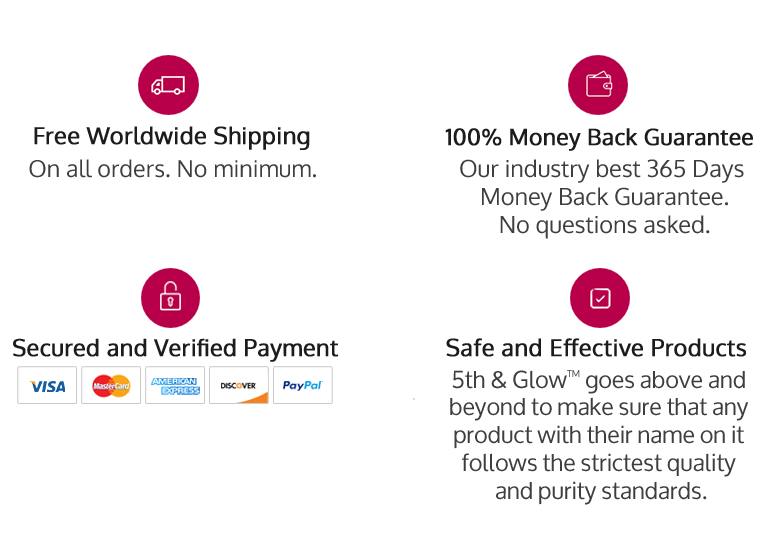 Free Worldwide Shipping
On all orders. No minimum.
100% Money Back Guarantee
Our industry best 365 Days
Money Back Guarantee.
No questions asked.
Secured and Verified Payment
VISA MasterCard AMERICAN EXPRESS DISCOVER PayPal
Safe and Effective Products
5th & Glow™ goes above and
beyond to make sure that any
product with their name on it
follows the strictest quality
and purity standards.